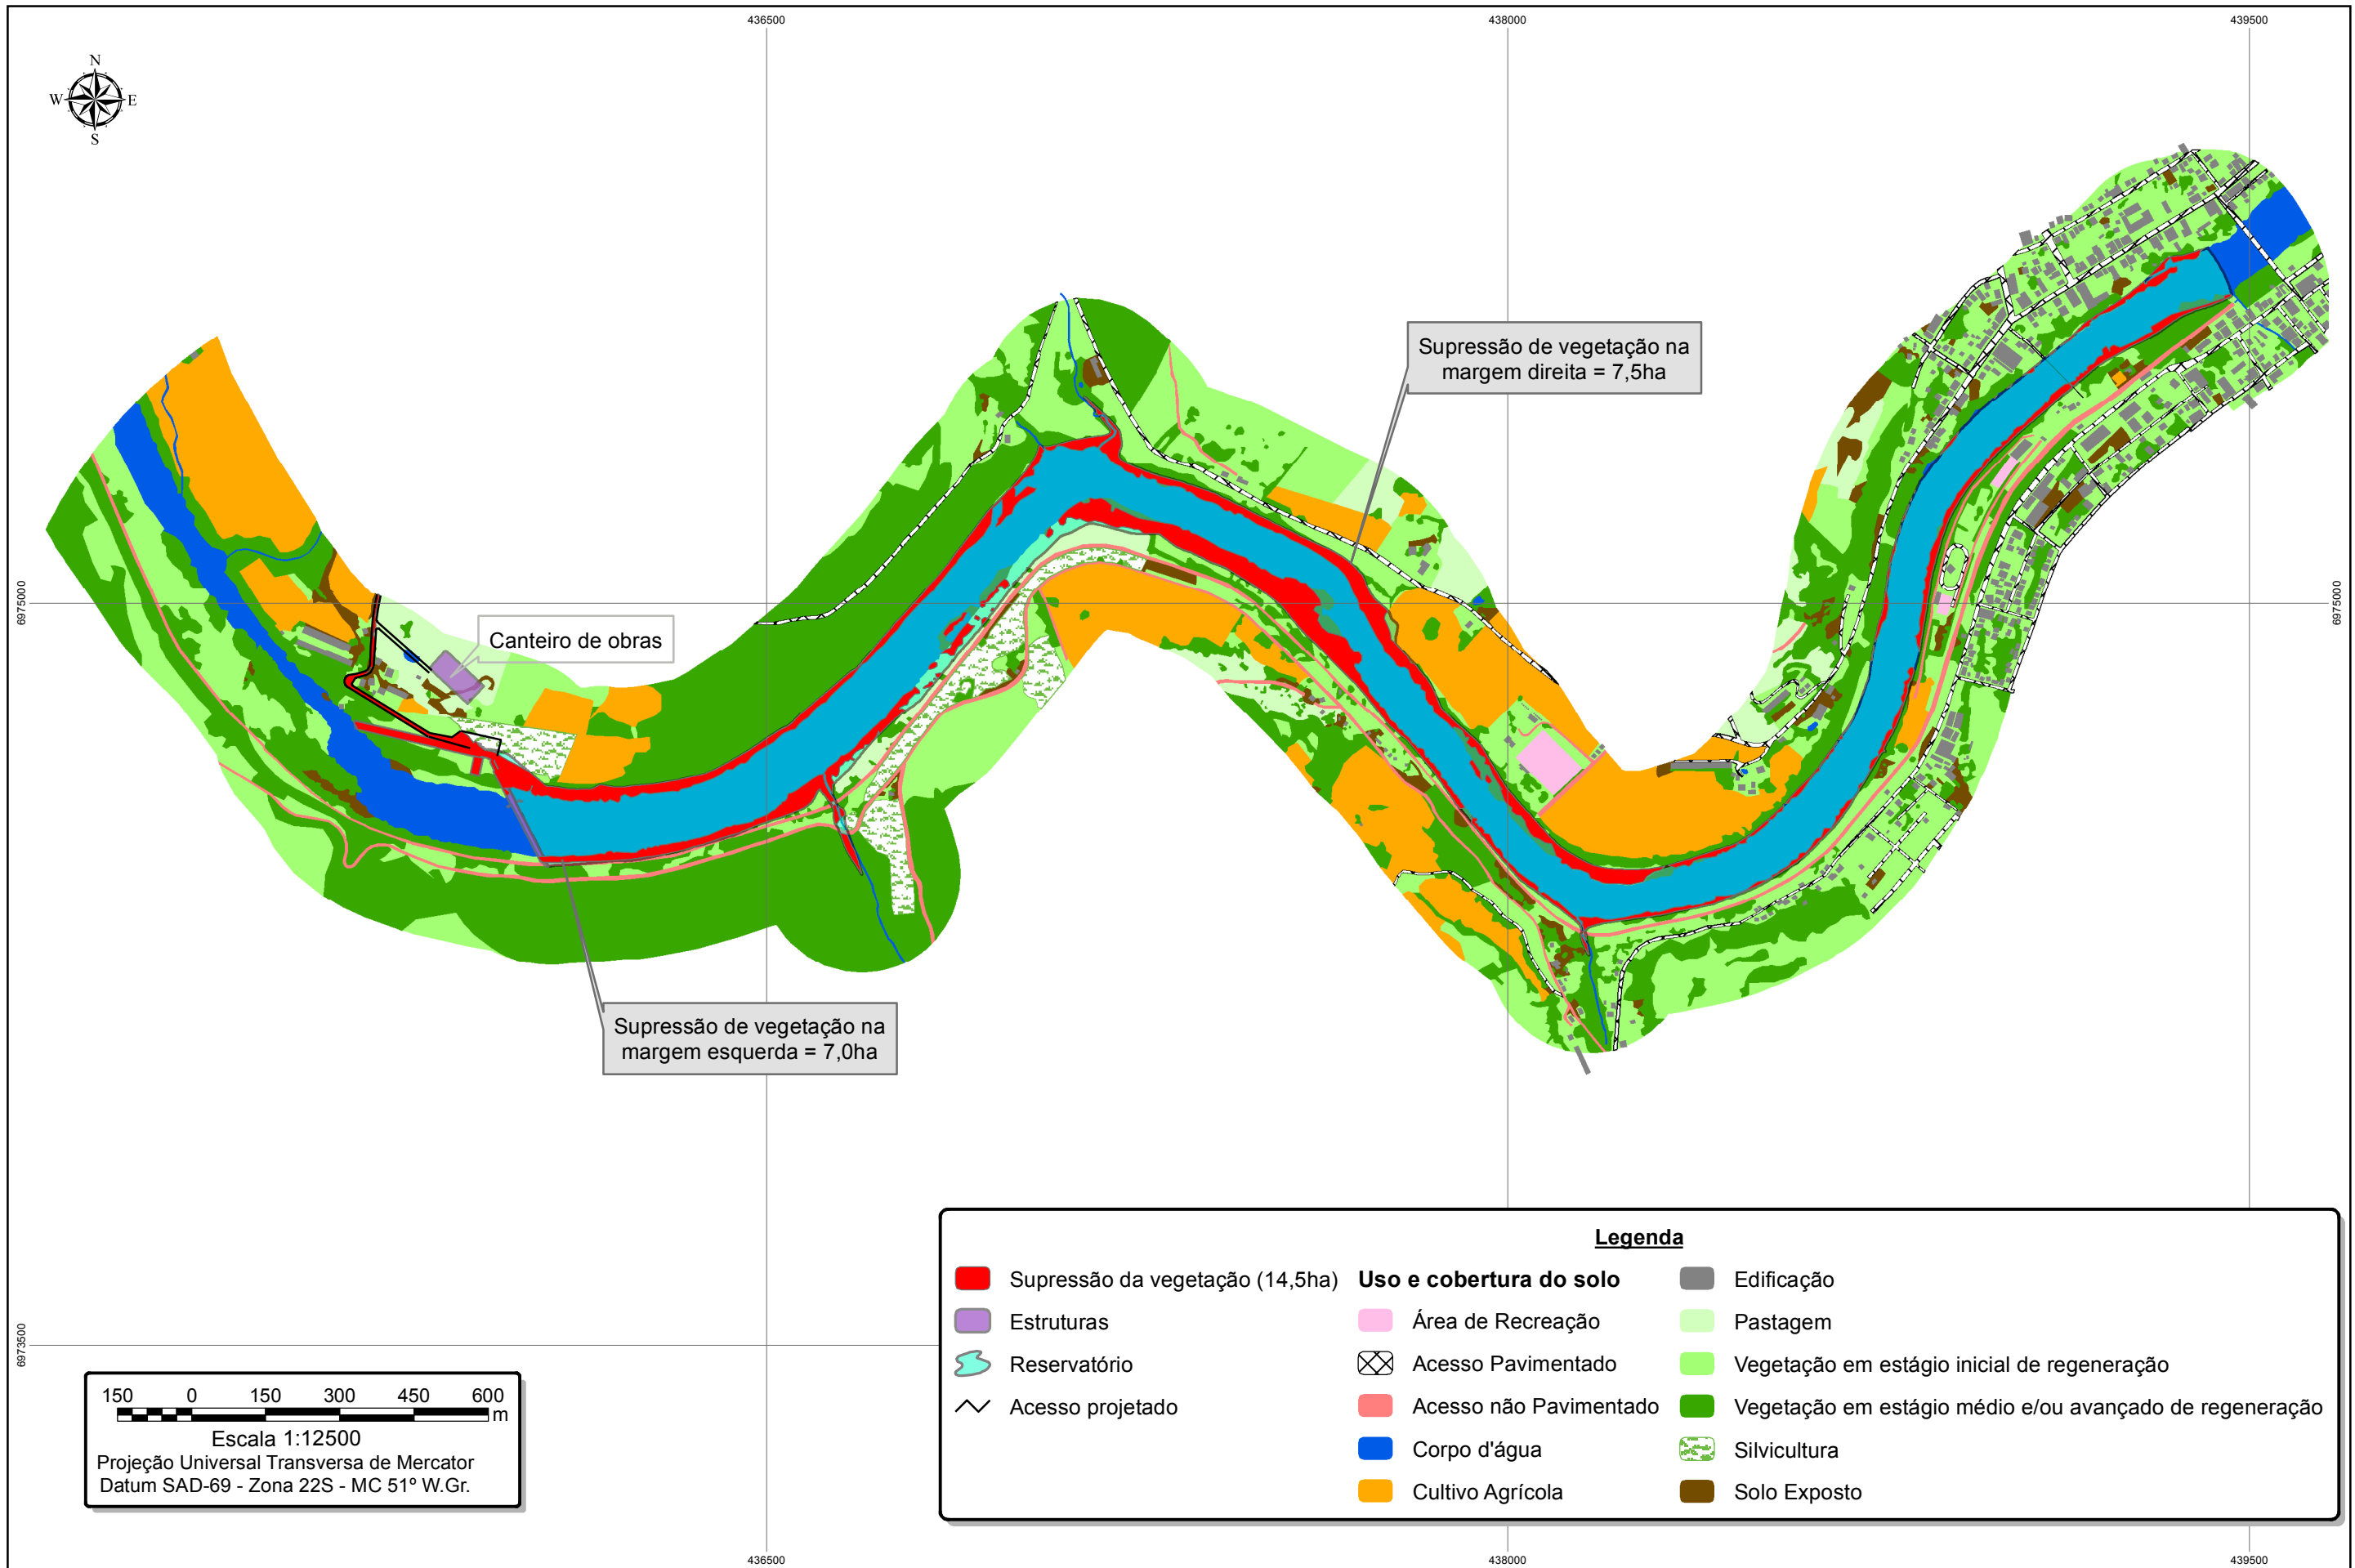 436500
438000
439500
N
W
E
S
Supressão de vegetação na
margem direita = 7,5ha
6975000
6975000
Canteiro de obras
Supressão de vegetação na
margem esquerda = 7,0ha
6973500
Legenda
Supressão da vegetação (14,5ha)
Estruturas
Reservatório
Acesso projetado
Uso e cobertura do solo
Área de Recreação
Acesso Pavimentado
Acesso não Pavimentado
Corpo d'água
Cultivo Agrícola
Edificação
Pastagem
Vegetação em estágio inicial de regeneração
Vegetação em estágio médio e/ou avançado de regeneração
Silvicultura
Solo Exposto
150 0 150 300 450 600
m
Escala 1:12500
Projeção Universal Transversa de Mercator
Datum SAD-69 - Zona 22S - MC 51º W.Gr.
436500
438000
439500